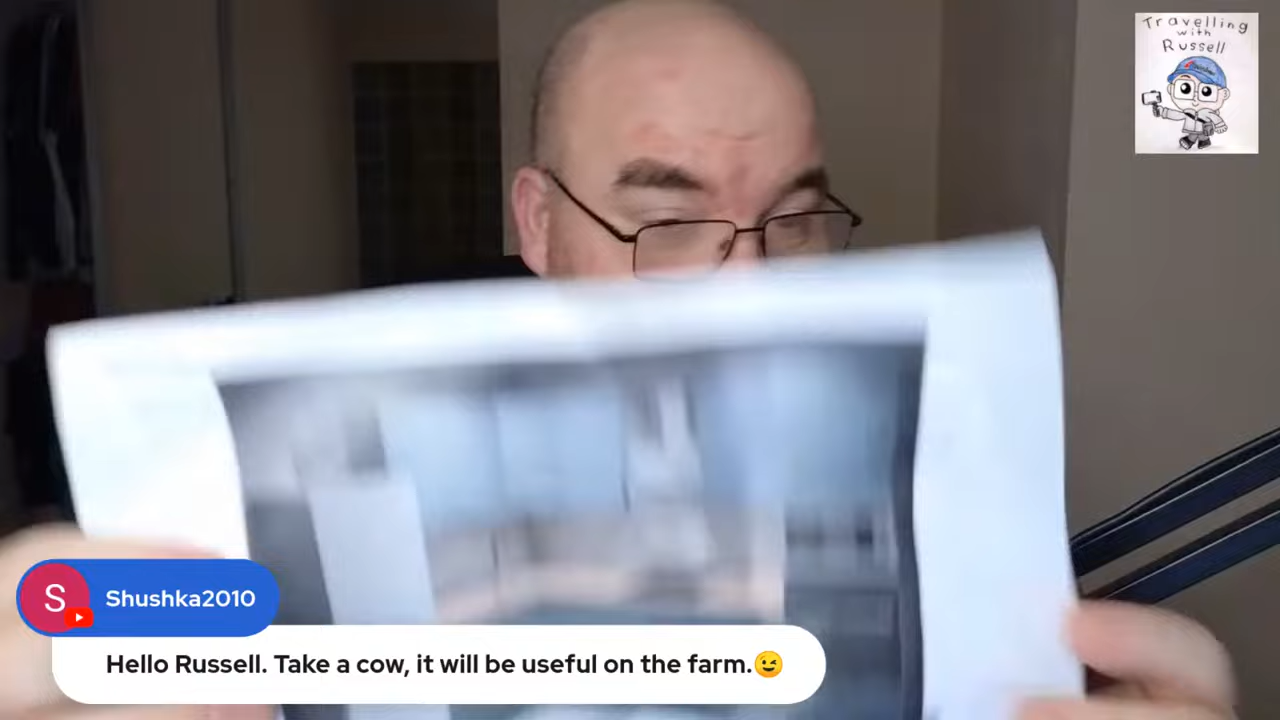 Travelling
with
Russell
S
Shushka2010
Hello Russell. Take a cow, it will be useful on the farm.😉